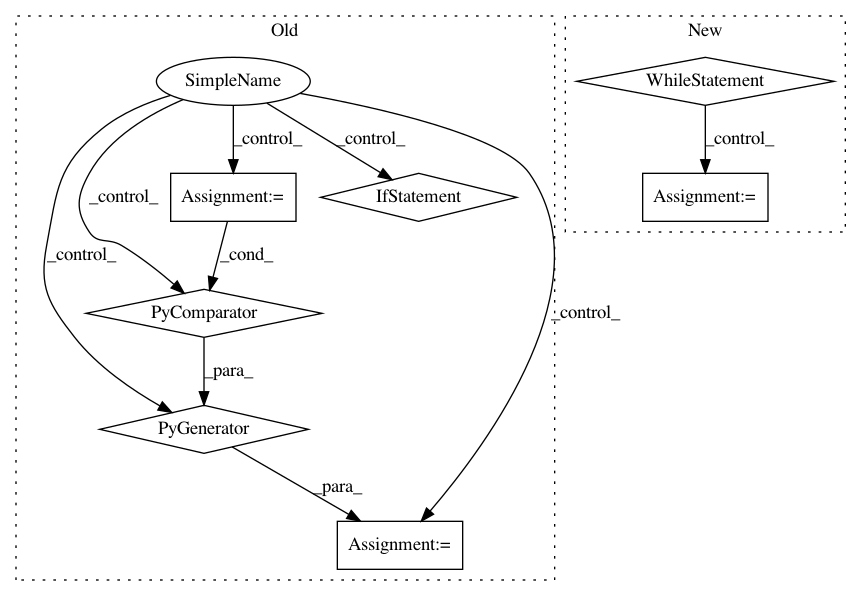 Old
New
SimpleName
WhileStatement
_control_
_control_
_control_
_control_
Assignment:=
IfStatement
Assignment:=
_control_
_cond_
_control_
PyComparator
_para_
PyGenerator
_para_
Assignment:=